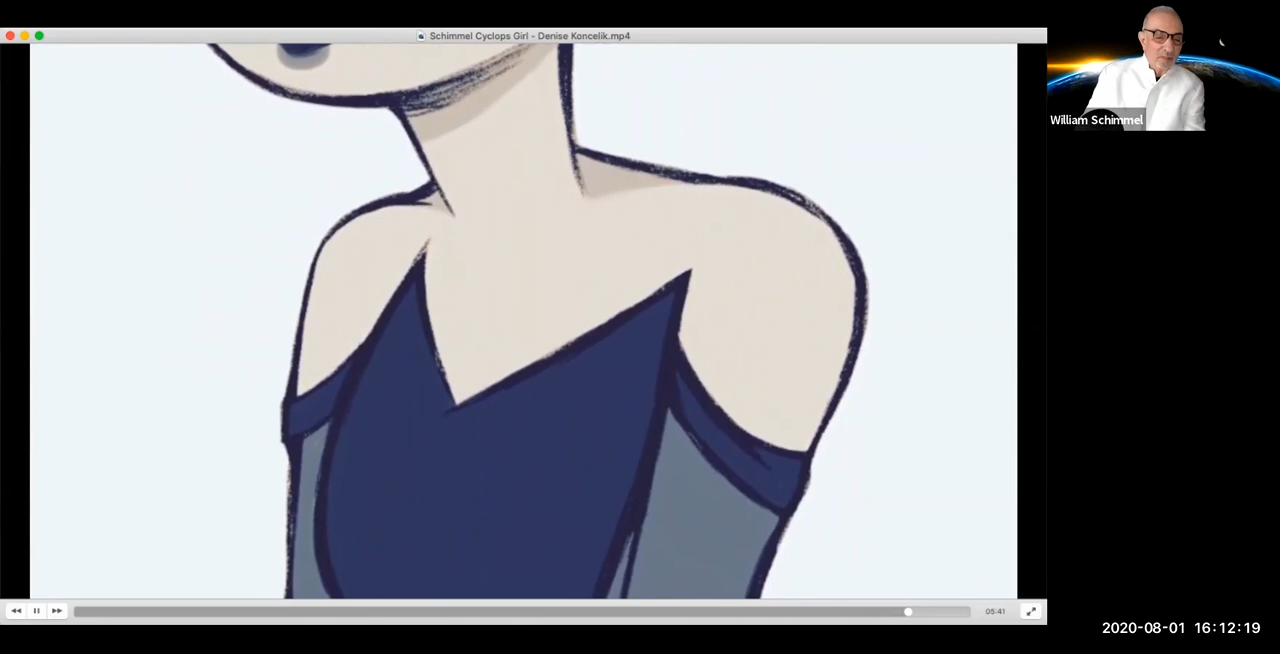 Schimmel Cyclops Girl - Denise Koncelik.mp4
William Schimmel
05:41
2020-08-01 16:12:19